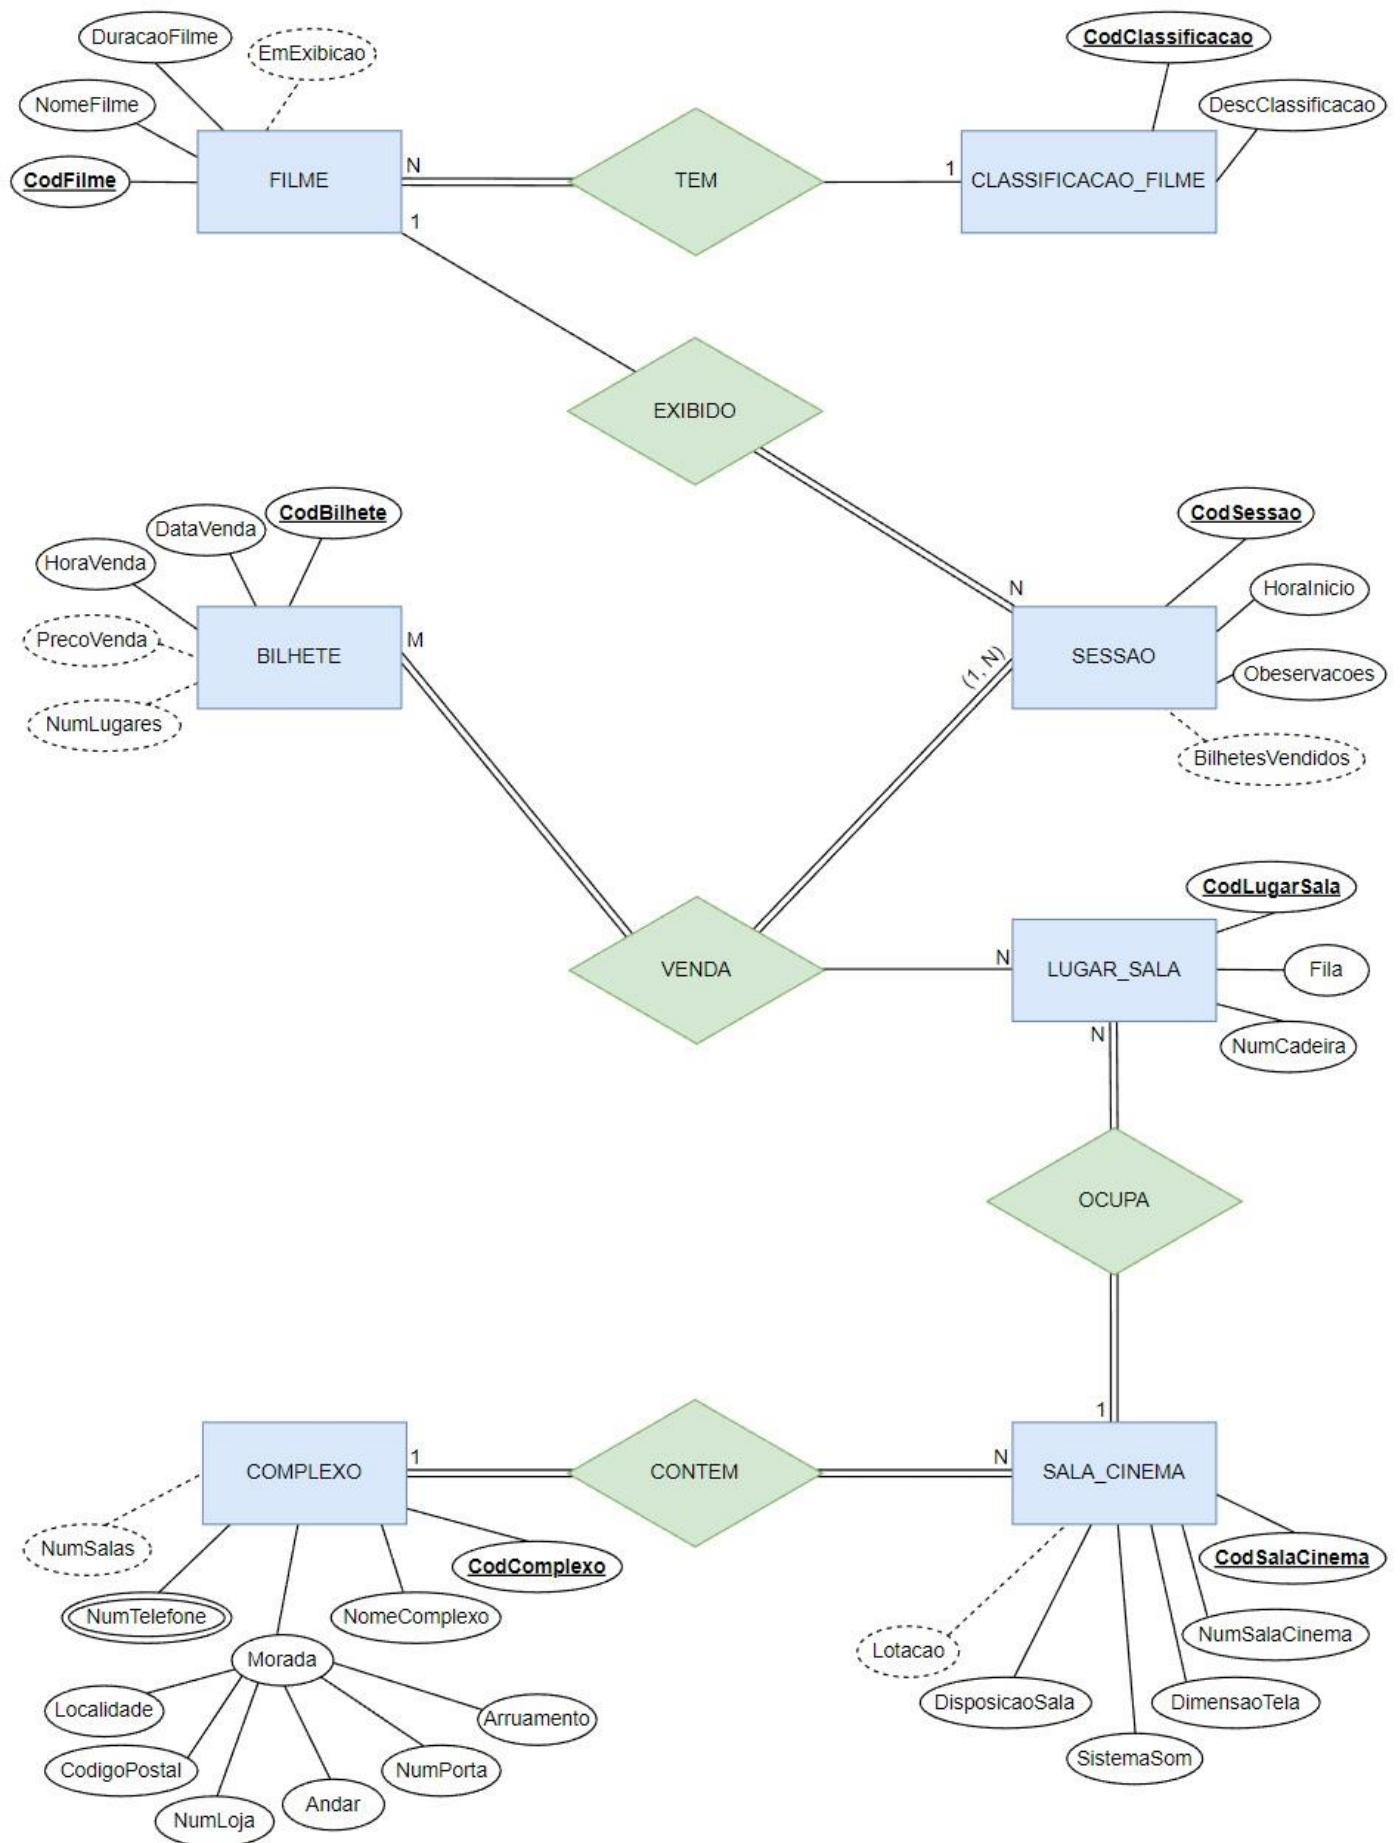 DuracaoFilme
EmExibicao
NomeFilme
CodFilme
FILME
N
1
TEM
1
CodClassificacao
DescClassificacao
CLASSIFICACAO_FILME
EXIBIDO
CodBilhete
DataVenda
HoraVenda
PrecoVenda
NumLugares
BILHETE
M
CodSessao
HoraInicio
Obeservacoes
BilhetesVendidos
N
SESSAO
(1, N)
VENDA
N
LUGAR_SALA
CodLugarSala
Fila
NumCadeira
N
OCUPA
1
COMPLEXO
1
CONTEM
N
SALA_CINEMA
NumSalas
NumTelefone
CodComplexo
NomeComplexo
Morada
Localidade
CodigoPostal
NumLoja
Andar
NumPorta
Arruamento
CodSalaCinema
NumSalaCinema
Lotacao
DisposicaoSala
DimensaoTela
SistemaSom